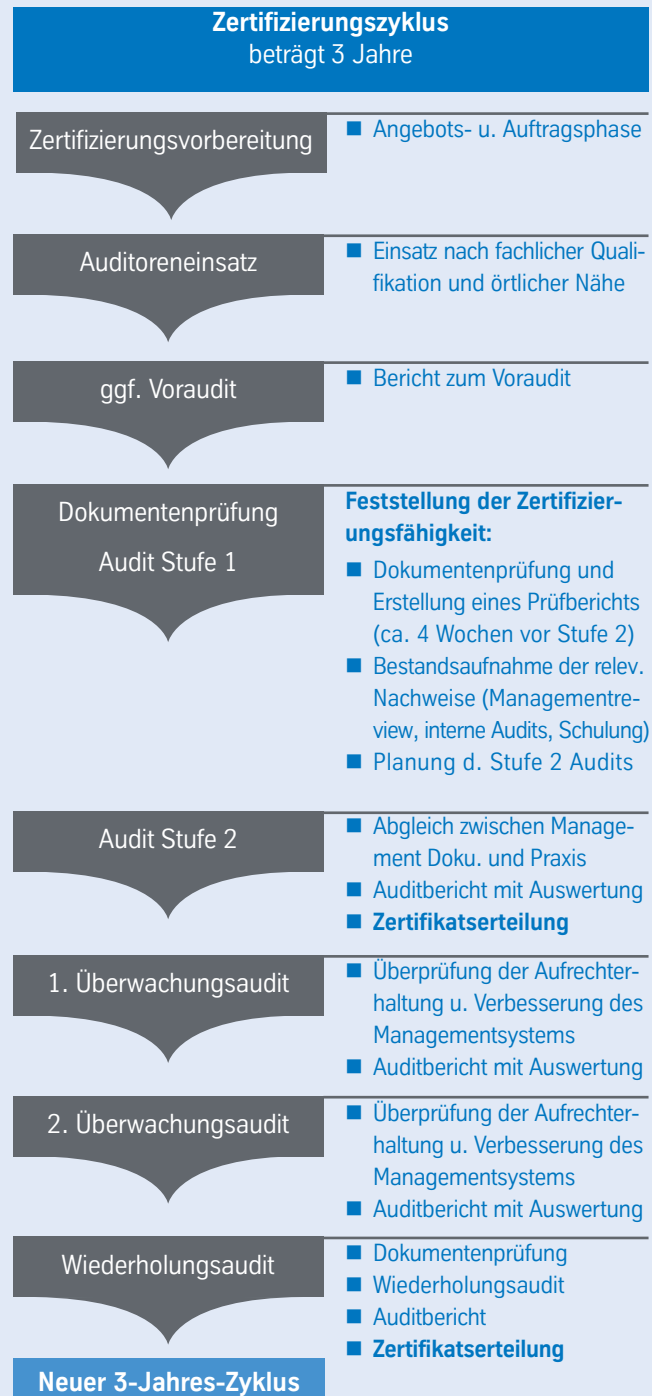 Zertifizierungszyklus
beträgt 3 Jahre
Zertifizierungsvorbereitung
■ Angebots- u. Auftragsphase
Auditoreneinsatz
■ Einsatz nach fachlicher Quali-
fikation und örtlicher Nähe
ggf. Voraudit
■ Bericht zum Voraudit
Dokumentenprüfung
Audit Stufe 1
Feststellung der Zertifizier-
ungsfähigkeit:
■ Dokumentenprüfung und
Erstellung eines Prüfberichts
(ca. 4 Wochen vor Stufe 2)
■ Bestandsaufnahme der relev.
Nachweise (Managementre-
view, interne Audits, Schulung)
■ Planung d. Stufe 2 Audits
Audit Stufe 2
■ Abgleich zwischen Manage-
ment Doku. und Praxis
■ Auditbericht mit Auswertung
■ Zertifikatserteilung
1. Überwachungsaudit
■ Überprüfung der Aufrechter-
haltung u. Verbesserung des
Managementsystems
■ Auditbericht mit Auswertung
2. Überwachungsaudit
■ Überprüfung der Aufrechter-
haltung u. Verbesserung des
Managementsystems
■ Auditbericht mit Auswertung
Wiederholungsaudit
■ Dokumentenprüfung
■ Wiederholungsaudit
■ Auditbericht
■ Zertifikatserteilung
Neuer 3-Jahres-Zyklus